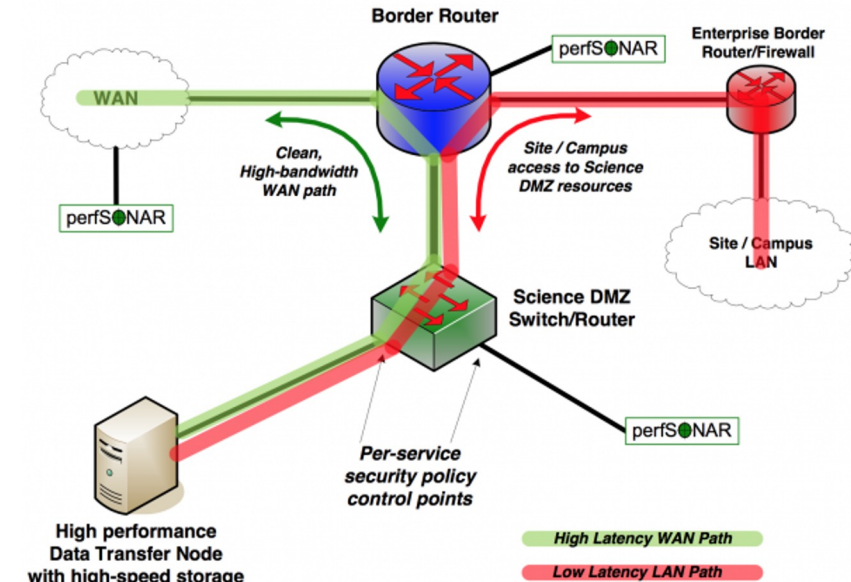 Border Router
Enterprise Border
Router/Firewall
perfSONAR
WAN
Clean,
High-bandwidth
WAN path
Site / Campus
access to Science
DMZ resources
perfSONAR
Site / Campus
LAN
Science DMZ
Switch/Router
perfSONAR
Per-service
security policy
control points
High performance
Data Transfer Node
with high-speed storage
High Latency WAN Path
Low Latency LAN Path